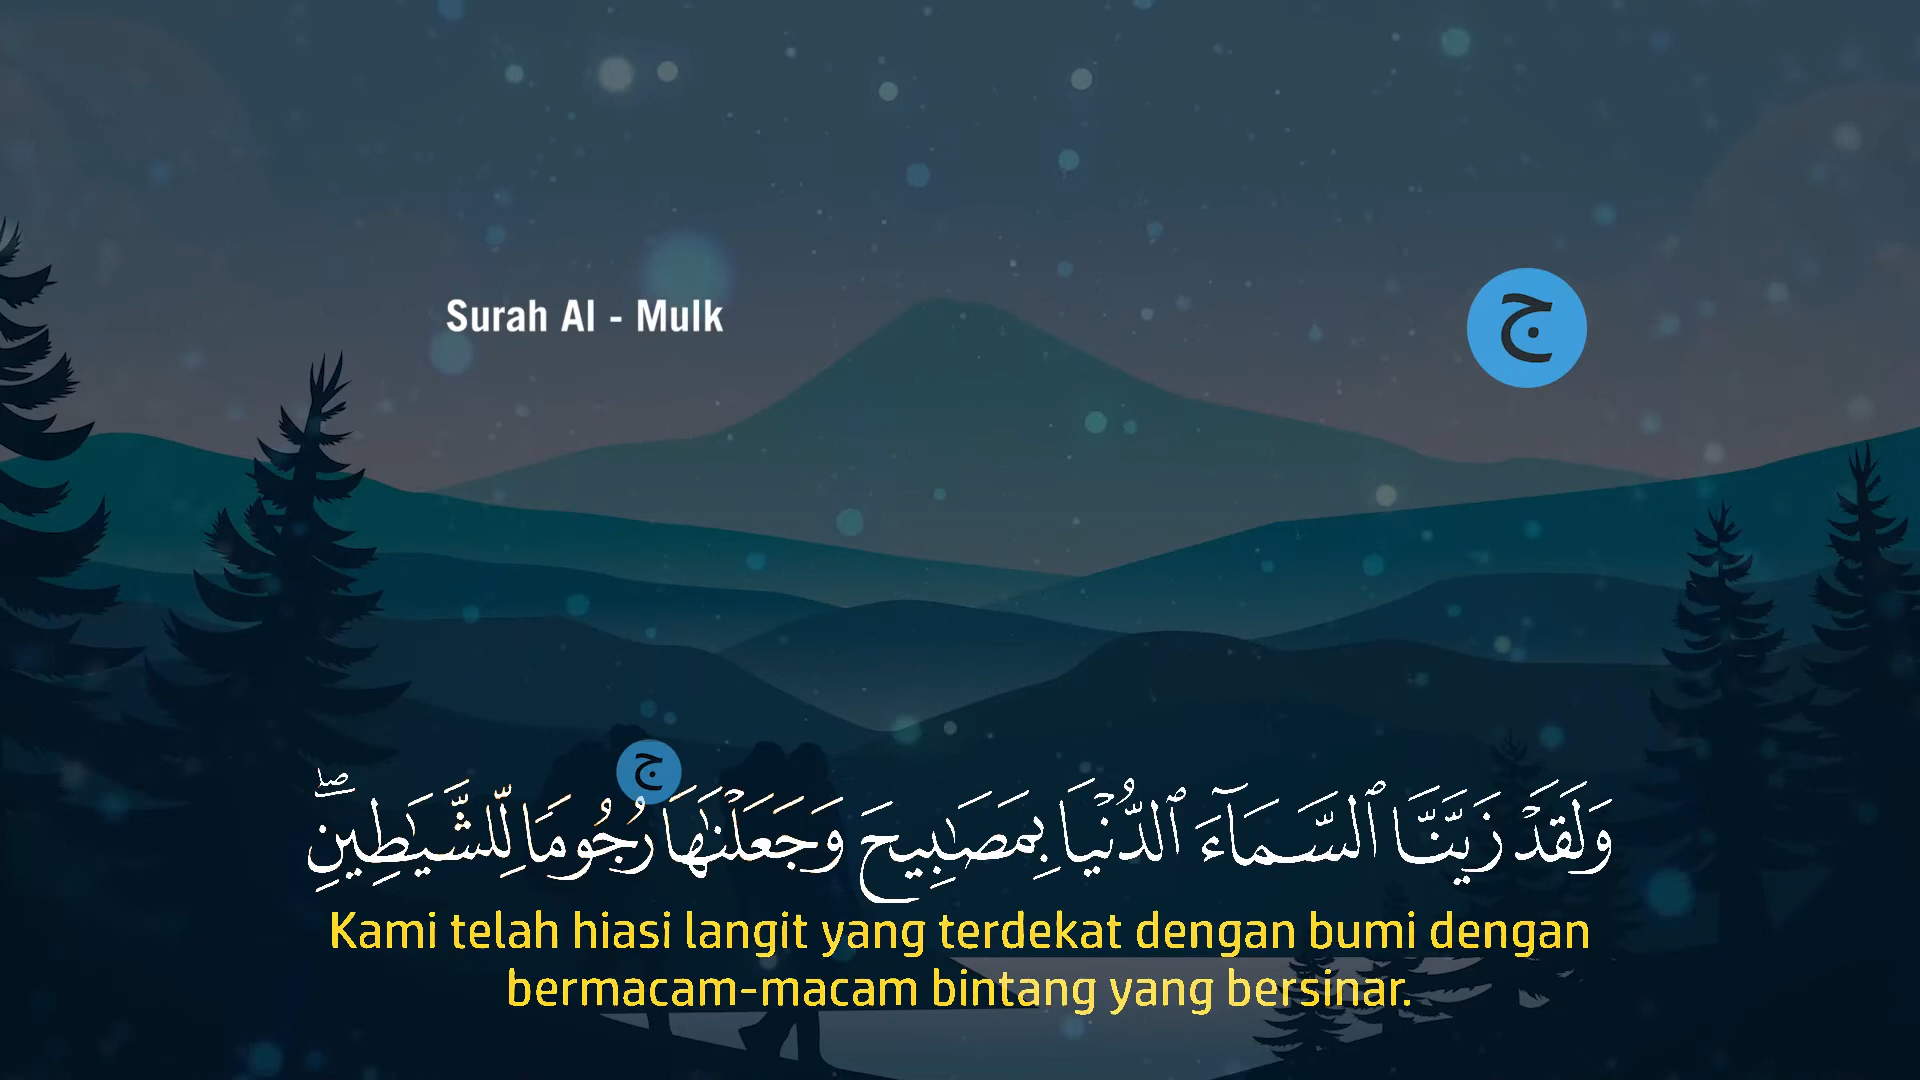 Surah Al - Mulk
ج
ج
وَلَقَدْ زَيَّنَّا ٱلسَّمَآءَ ٱلدُّنْيَا بِمَصَٰبِيحَ وَجَعَلْنَٰهَا رُجُومًا لِّلشَّيَٰطِينِ ۖ
Kami telah hiasi langit yang terdekat dengan bumi dengan
bermacam-macam bintang yang bersinar.